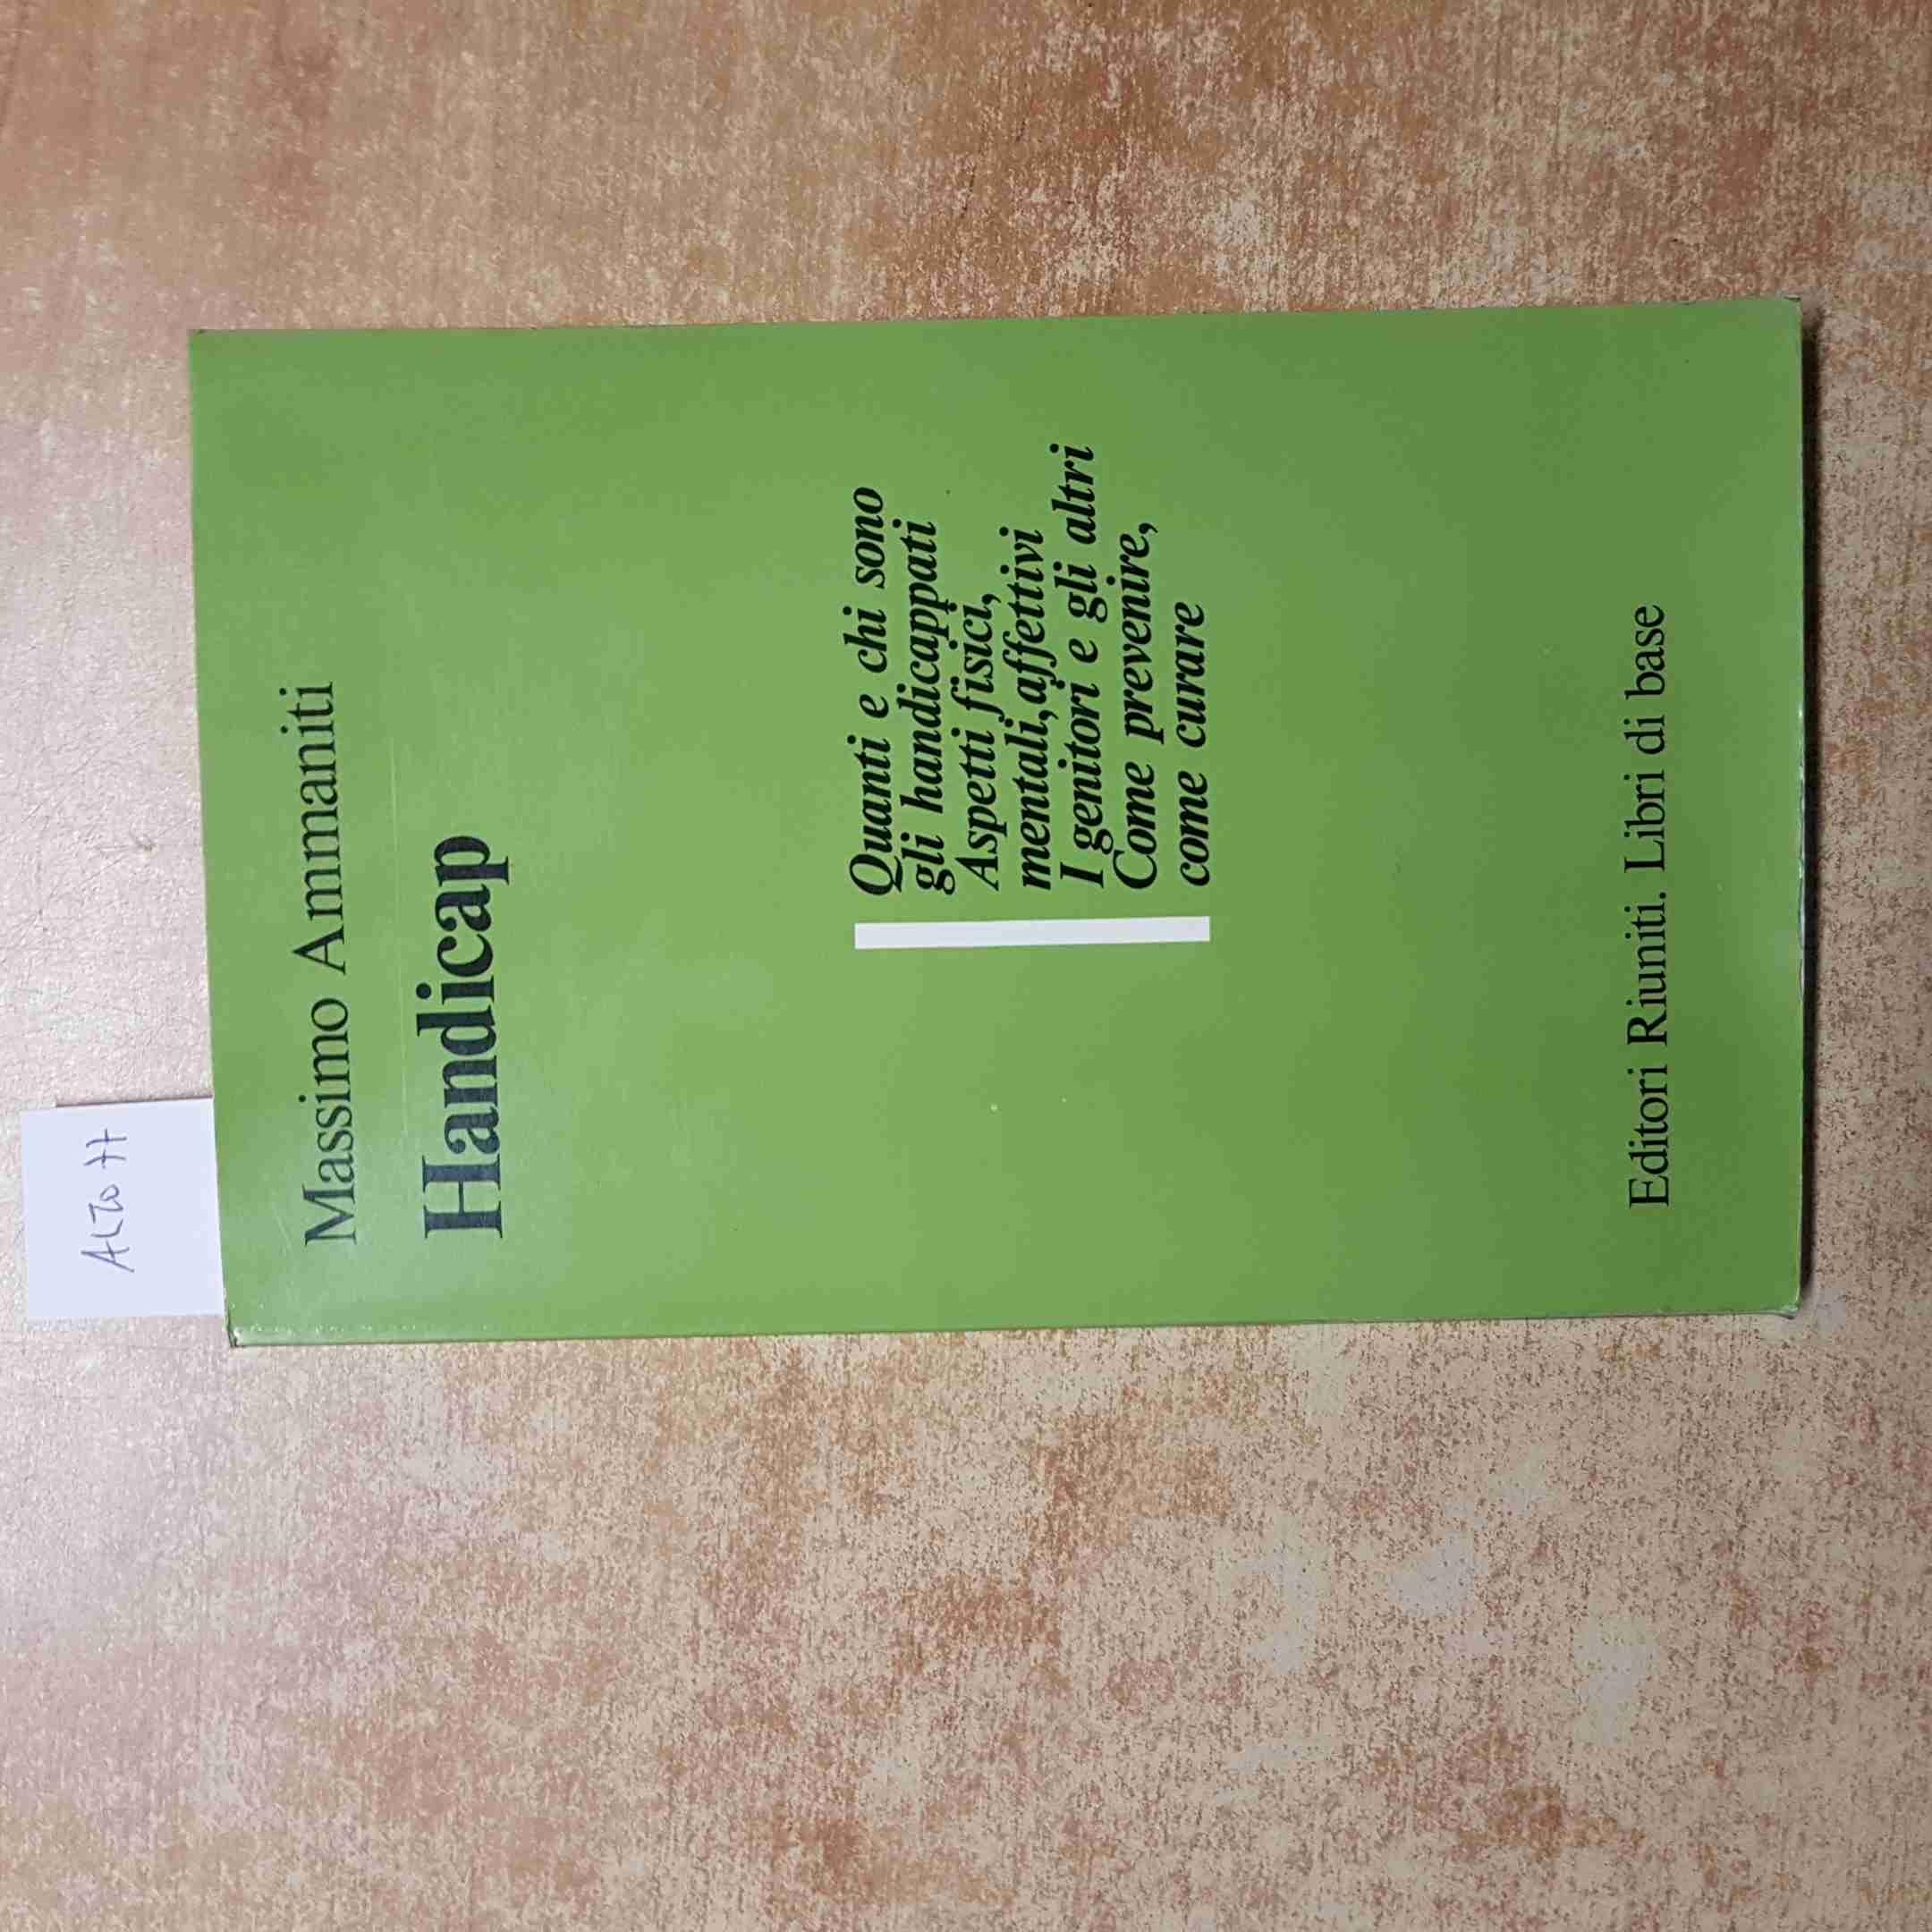 Massimo Ammaniti
Handicap
Quanti e chi sono
gli handicappati
Aspetti fisici,
mentali, affettivi
I genitori e gli altri
Come prevenire,
come curare
Editori Riuniti. Libri di base